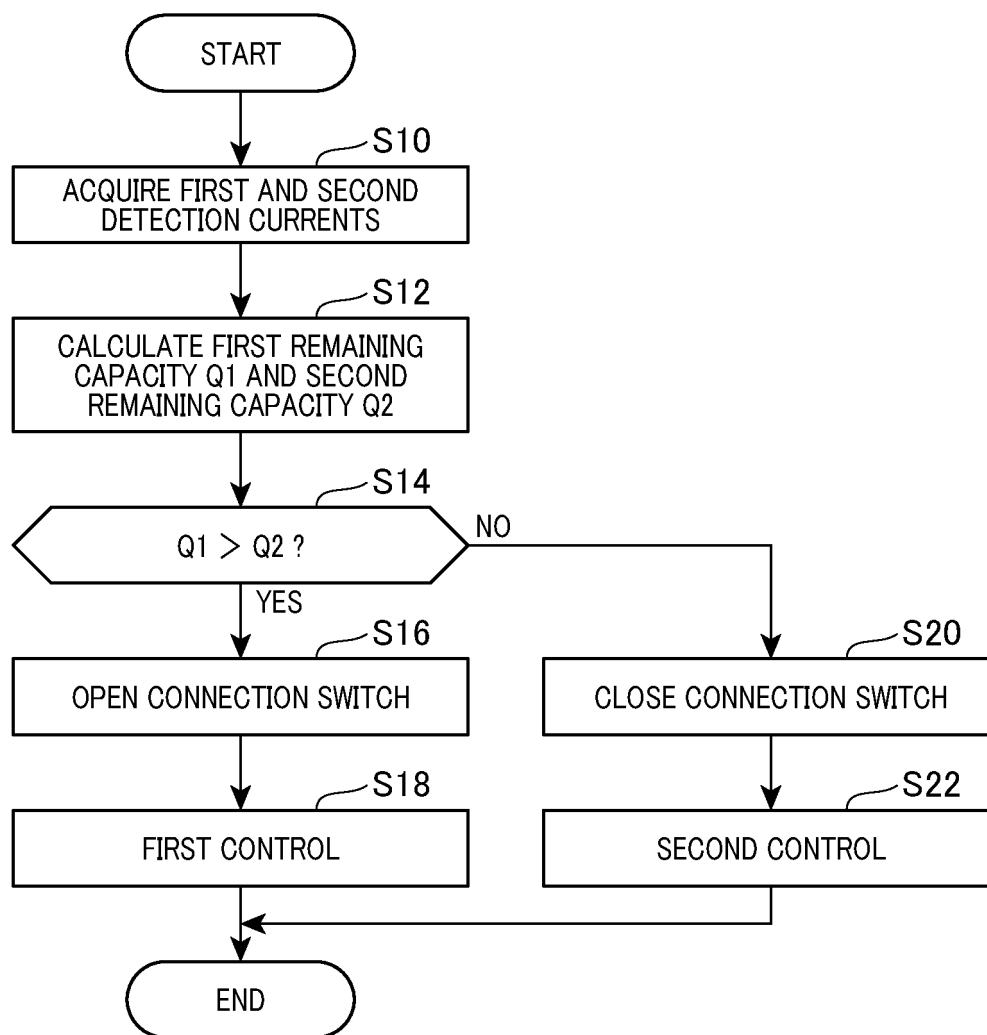 START
S10
ACQUIRE FIRST AND SECOND
DETECTION CURRENTS
S12
CALCULATE FIRST REMAINING
CAPACITY Q1 AND SECOND
REMAINING CAPACITY Q2
S14
Q1 > Q2 ?
NO
YES
S16
OPEN CONNECTION SWITCH
S20
CLOSE CONNECTION SWITCH
S18
FIRST CONTROL
S22
SECOND CONTROL
END